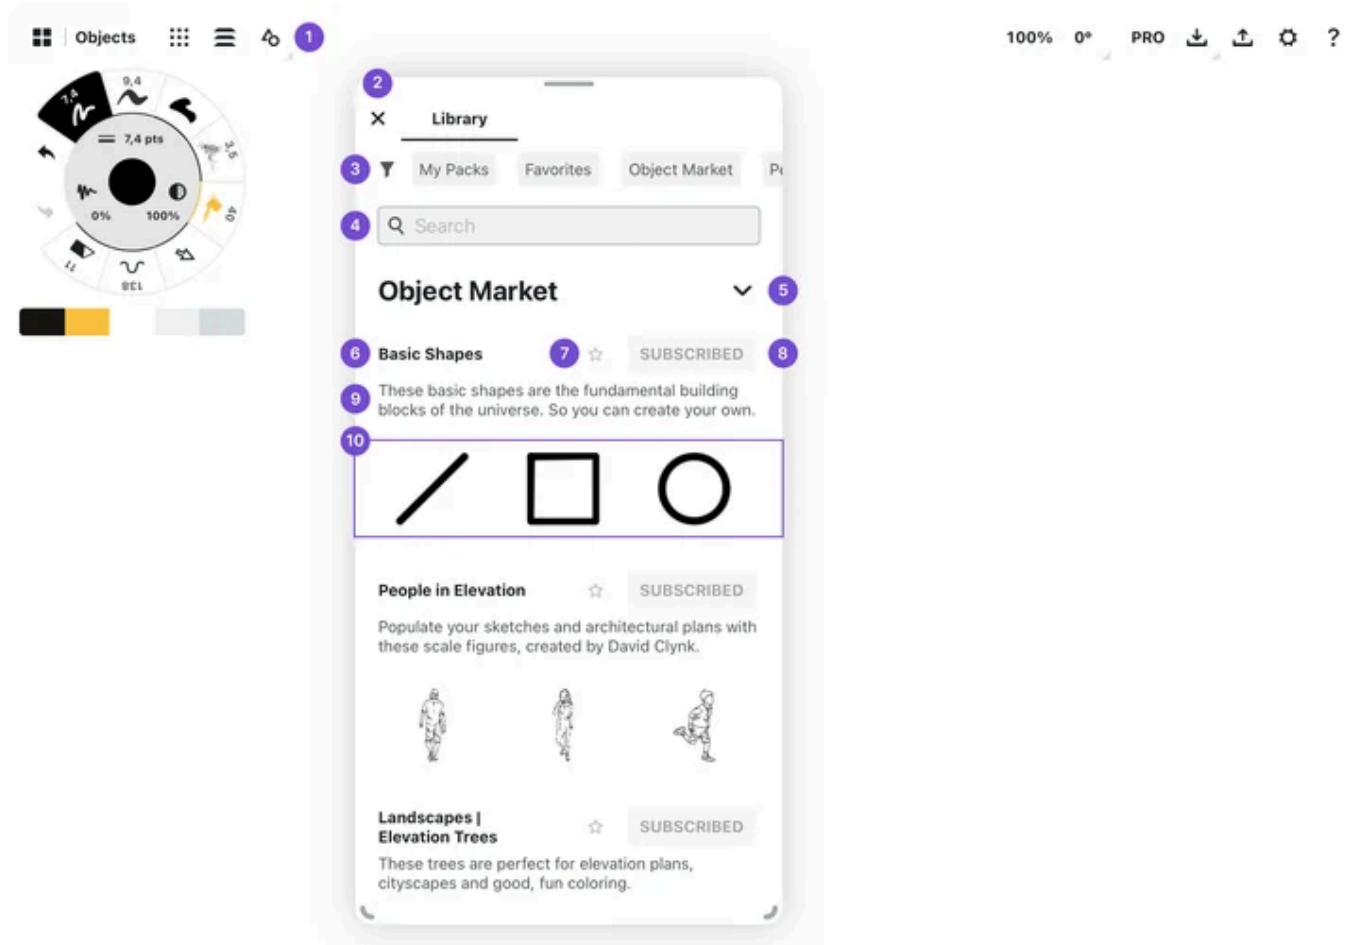 Objects
1
100%
0°
PRO
?
2
Library
3
My Packs
Favorites
Object Market
4
Search
Object Market
5
6
Basic Shapes
7
SUBSCRIBED
8
9
These basic shapes are the fundamental building
blocks of the universe. So you can create your own.
10
People in Elevation
SUBSCRIBED
Populate your sketches and architectural plans with
these scale figures, created by David Clynk.
Landscapes |
Elevation Trees
SUBSCRIBED
These trees are perfect for elevation plans,
cityscapes and good, fun coloring.
7,4
9,4
3,5
40
7,4 pts
0%
100%
11
138